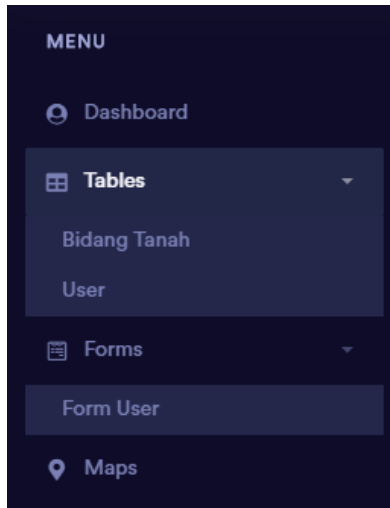 MENU
Dashboard
Tables
Bidang Tanah
User
Forms
Form User
Maps